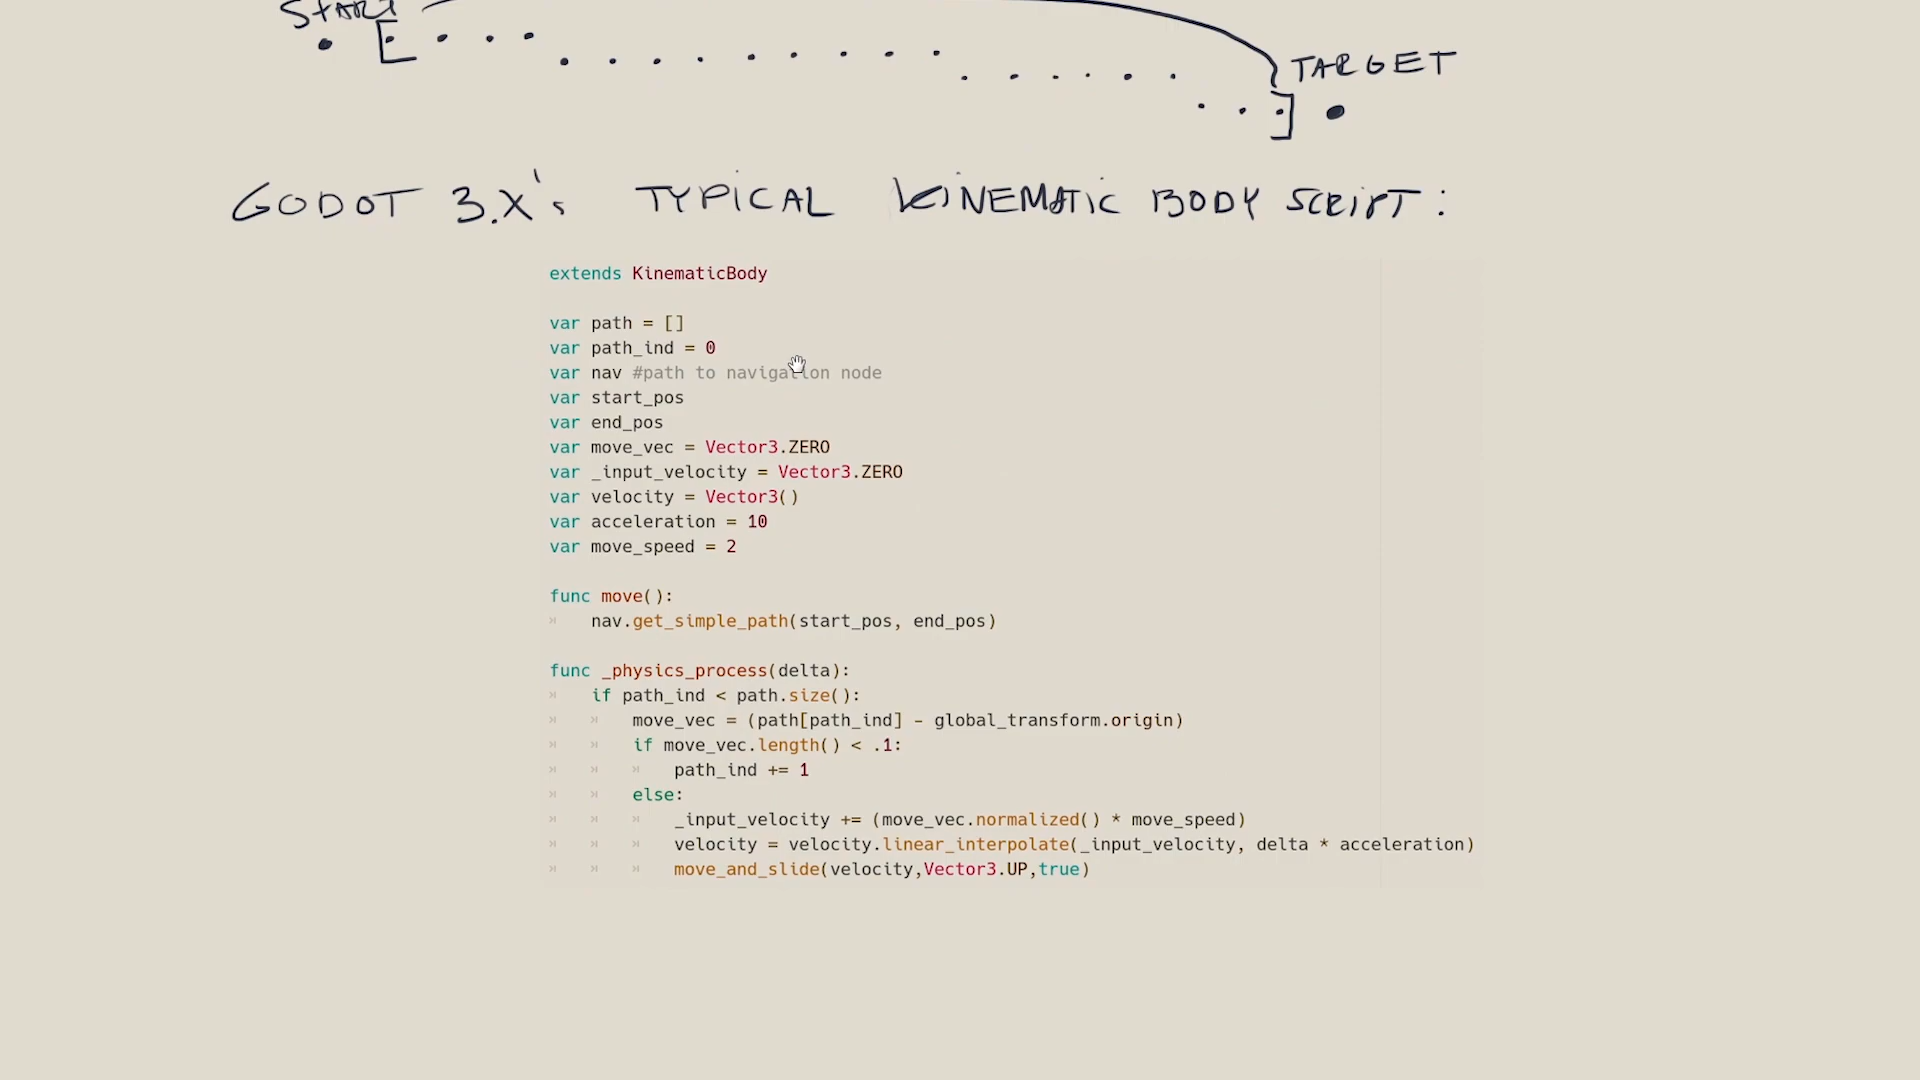 START
TARGET
GODOT 3.X's TYPICAL KINEMATIC BODY SCRIPT:
extends KinematicBody
var path = []
var path_ind = 0
var nav #path to navigation node
var start_pos
var end_pos
var move_vec = Vector3.ZERO
var _input_velocity = Vector3.ZERO
var velocity = Vector3()
var acceleration = 10
var move_speed = 2
func move():
nav.get_simple_path(start_pos, end_pos)
func _physics_process(delta):
if path_ind < path.size():
move_vec = (path[path_ind] - global_transform.origin)
if move_vec.length() < .1:
path_ind += 1
else:
_input_velocity += (move_vec.normalized() * move_speed)
velocity = velocity.linear_interpolate(_input_velocity, delta * acceleration)
move_and_slide(velocity,Vector3.UP,true)